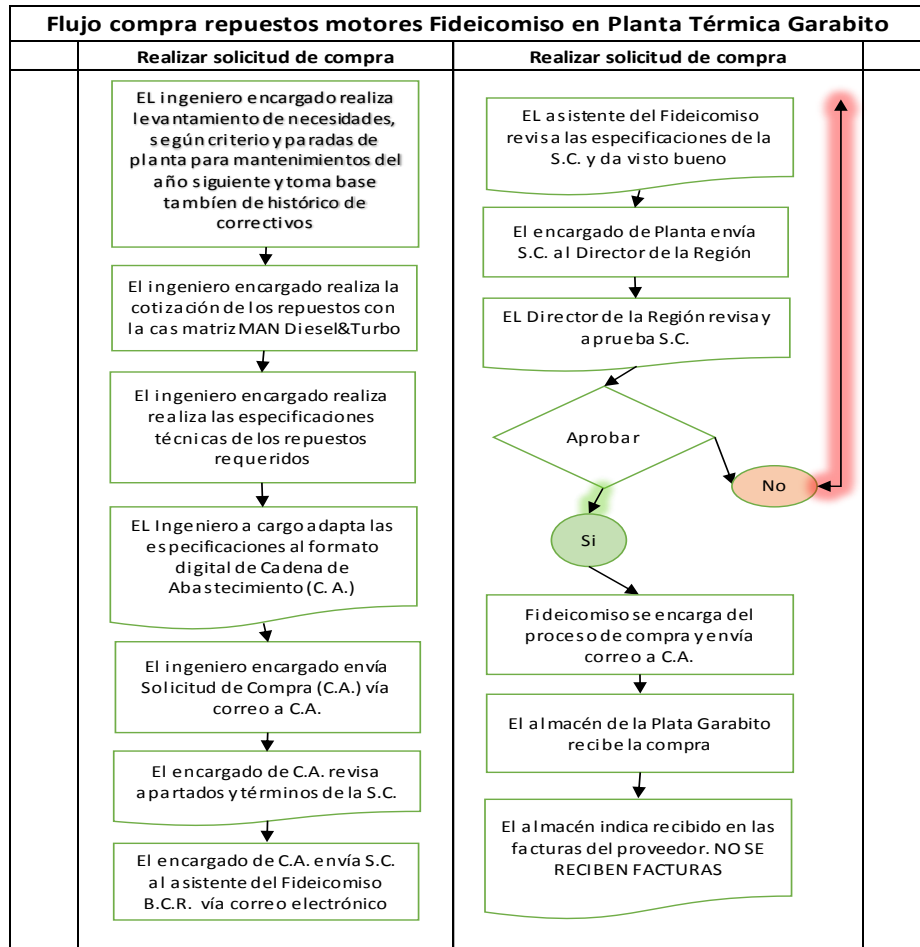 Flujo compra repuestos motores Fideicomiso en Planta Térmica Garabito
Realizar solicitud de compra
EL ingeniero encargado realiza
levantamiento de necesidades,
según criterio y paradas de
planta para mantenimientos del
año siguiente y toma base
tambíen de histórico de
correctivos
El ingeniero encargado realiza la
cotización de los repuestos con
la cas matriz MAN Diesel&Turbo
El ingeniero encargado realiza
realiza las especificaciones
técnicas de los repuestos
requeridos
EL Ingeniero a cargo adapta las
especificaciones al formato
digital de Cadena de
Abastecimiento (C. A.)
El ingeniero encargado envía
Solicitud de Compra (C.A.) vía
correo a C.A.
El encargado de C.A. revisa
apartados y términos de la S.C.
El encargado de C.A. envía S.C.
al asistente del Fideicomiso
B.C.R. vía correo electrónico
Realizar solicitud de compra
EL asistente del Fideicomiso
revisa las especificaciones de la
S.C. y da visto bueno
El encargado de Planta envía
S.C. al Director de la Región
EL Director de la Región revisa y
aprueba S.C.
Aprobar
No
Si
Fideicomiso se encarga del
proceso de compra y envía
correo a C.A.
El almacén de la Plata Garabito
recibe la compra
El almacén indica recibido en las
facturas del proveedor. NO SE
RECIBEN FACTURAS